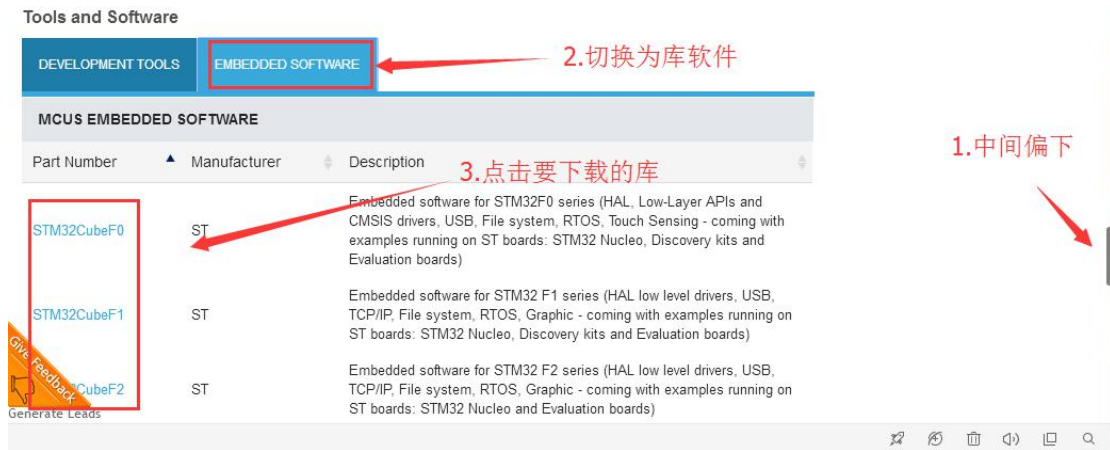 Tools and Software
DEVELOPMENT TOOLS
EMBEDDED SOFTWARE
2.切换为库软件
MCUS EMBEDDED SOFTWARE
1.中间偏下
Part Number
Manufacturer
Description
3.点击要下载的库
STM32CubeF0
ST
Embedded software for STM32F0 series (HAL, Low-Layer APIs and
CMSIS drivers, USB, File system, RTOS, Touch Sensing - coming with
examples running on ST boards: STM32 Nucleo, Discovery kits and
Evaluation boards)
STM32CubeF1
ST
Embedded software for STM32 F1 series (HAL low level drivers, USB,
TCP/IP, File system, RTOS, Graphic - coming with examples running on
ST boards: STM32 Nucleo, Discovery kits and Evaluation boards)
Give Feedback
CubeF2
ST
Embedded software for STM32 F2 series (HAL low level drivers, USB,
TCP/IP, File system, RTOS, Graphic - coming with examples running on
ST boards: STM32 Nucleo and Evaluation boards)
Generate Leads